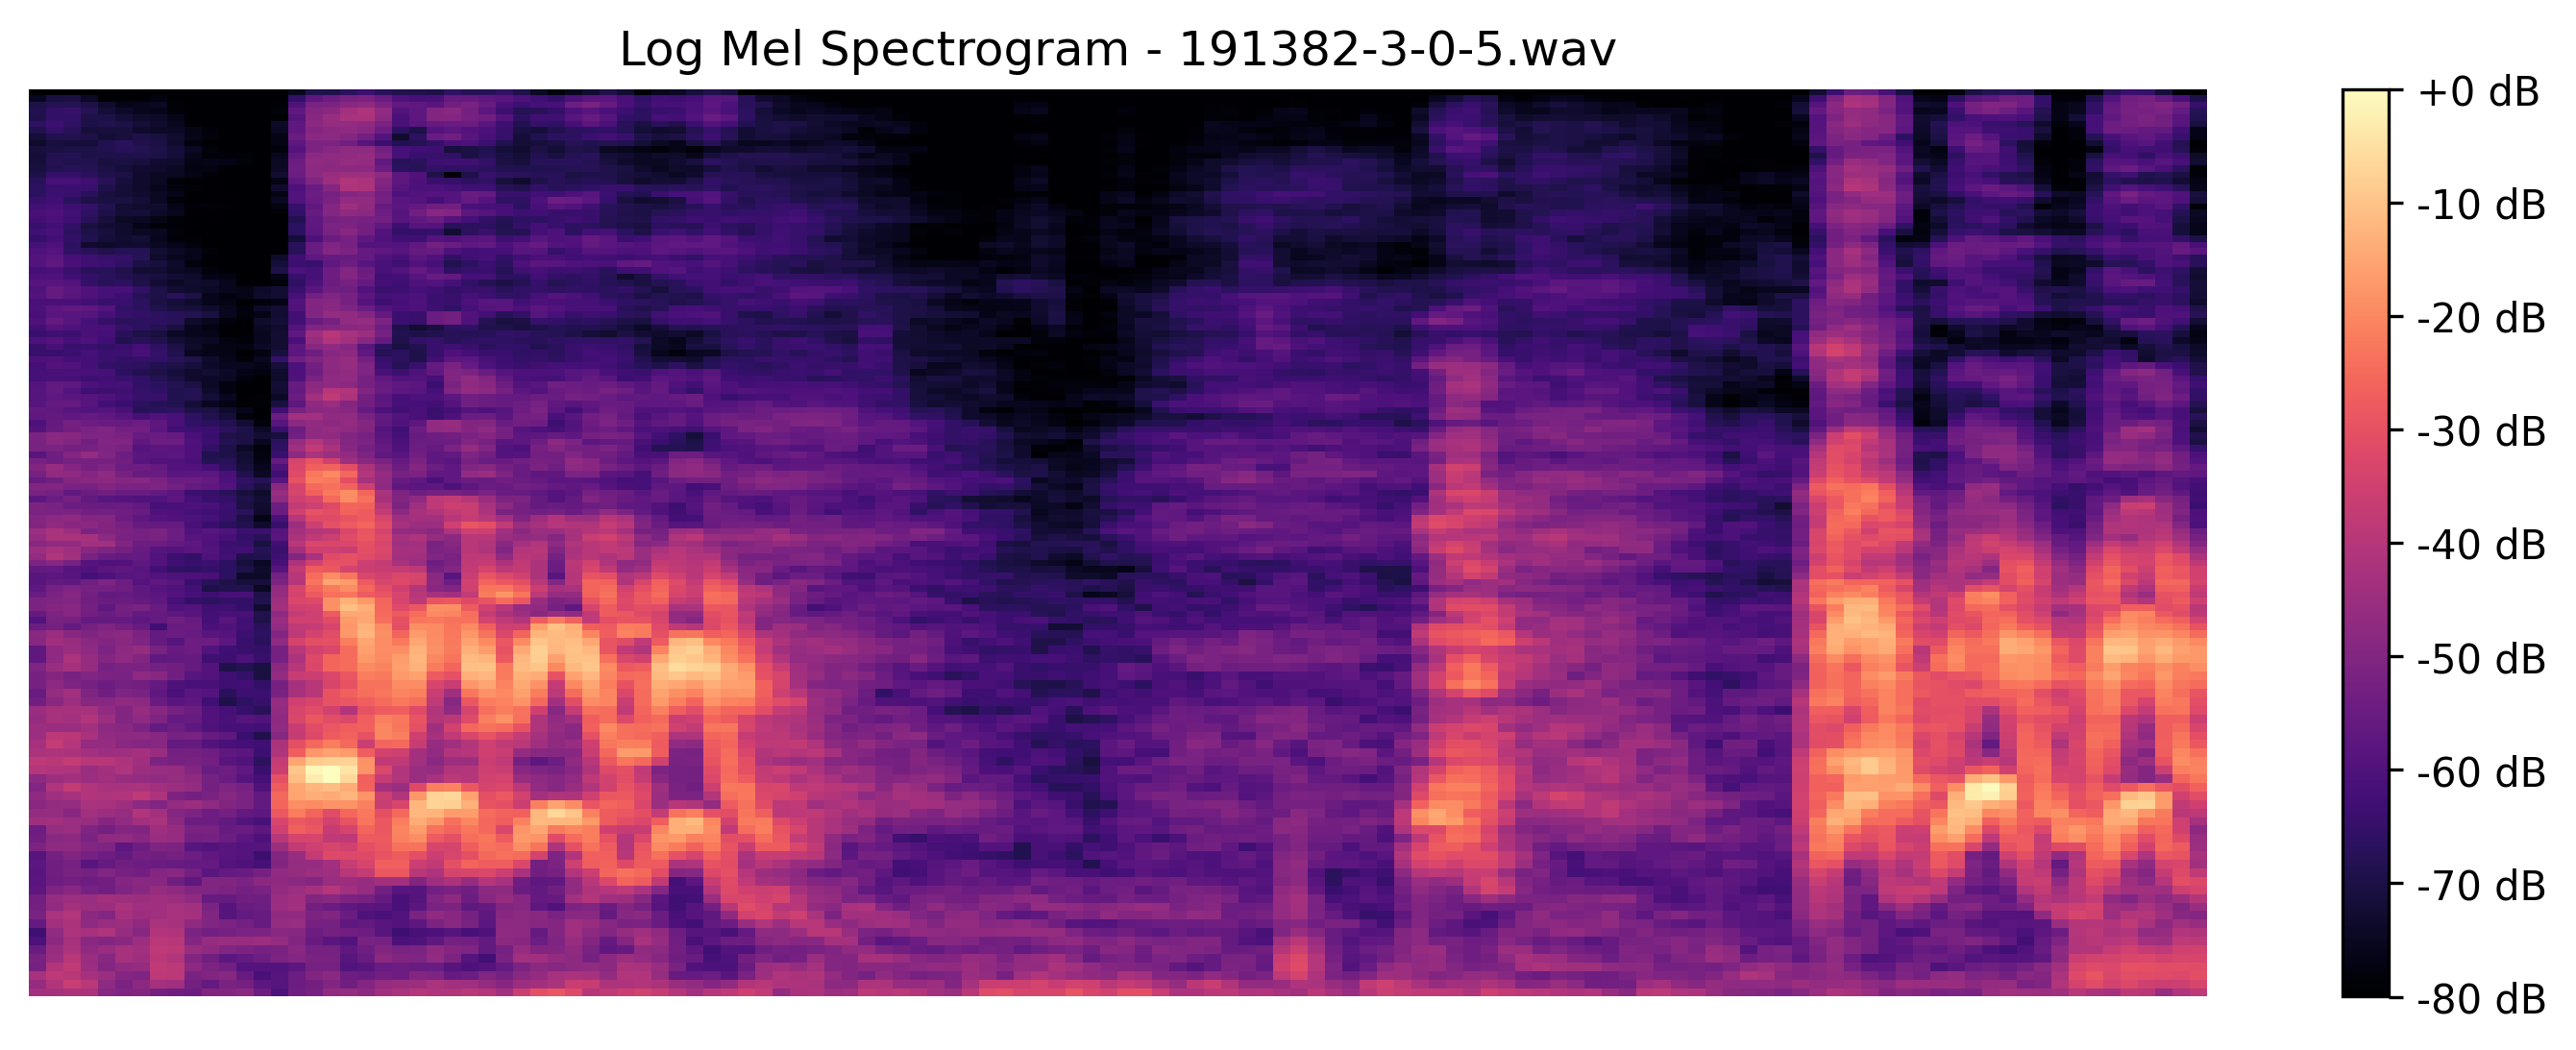 Log Mel Spectrogram - 191382-3-0-5.wav
+0 dB
-10 dB
-20 dB
-30 dB
-40 dB
-50 dB
-60 dB
-70 dB
-80 dB